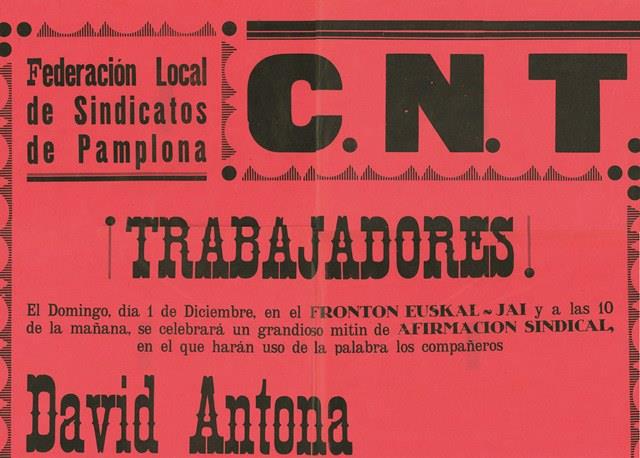 Federación Local
de Sindicatos
de Pamplona
C.N.T.
¡TRABAJADORES!
El Domingo, día 1 de Diciembre, en el FRONTON EUSKAL ~ JAI y a las 10
de la mañana, se celebrará un grandioso mitin de AFIRMACION SINDICAL,
en el que harán uso de la palabra los compañeros
David Antona